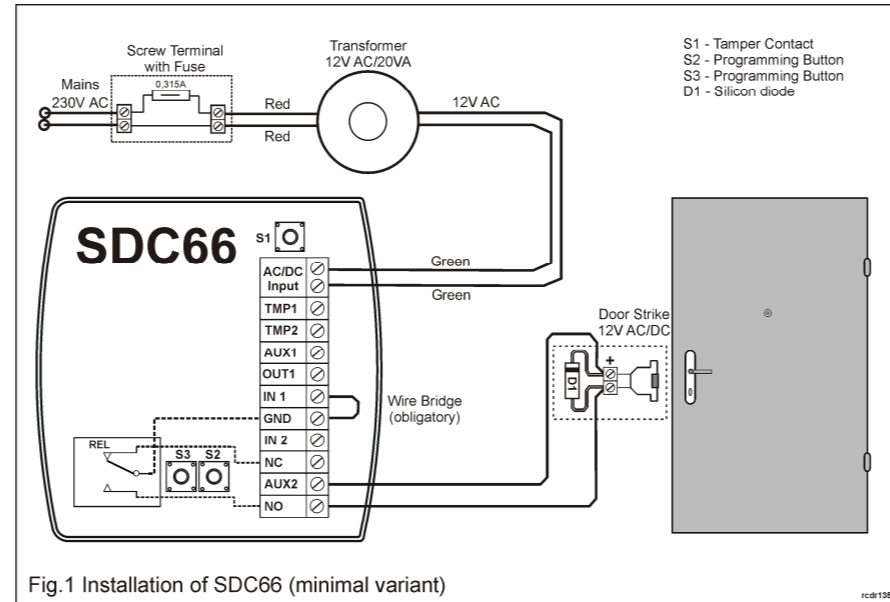 Screw Terminal
with Fuse
0,315A
Mains
230V AC
Red
Red
Transformer
12V AC/20VA
12V AC
S1 - Tamper Contact
S2 - Programming Button
S3 - Programming Button
D1 - Silicon diode
SDC66
S1
AC/DC
Input
TMP1
TMP2
AUX1
OUT1
IN 1
GND
IN 2
NC
AUX2
NO
Green
Green
Wire Bridge
(obligatory)
REL
S3 S2
Door Strike
12V AC/DC
+
D1
Fig.1 Installation of SDC66 (minimal variant)